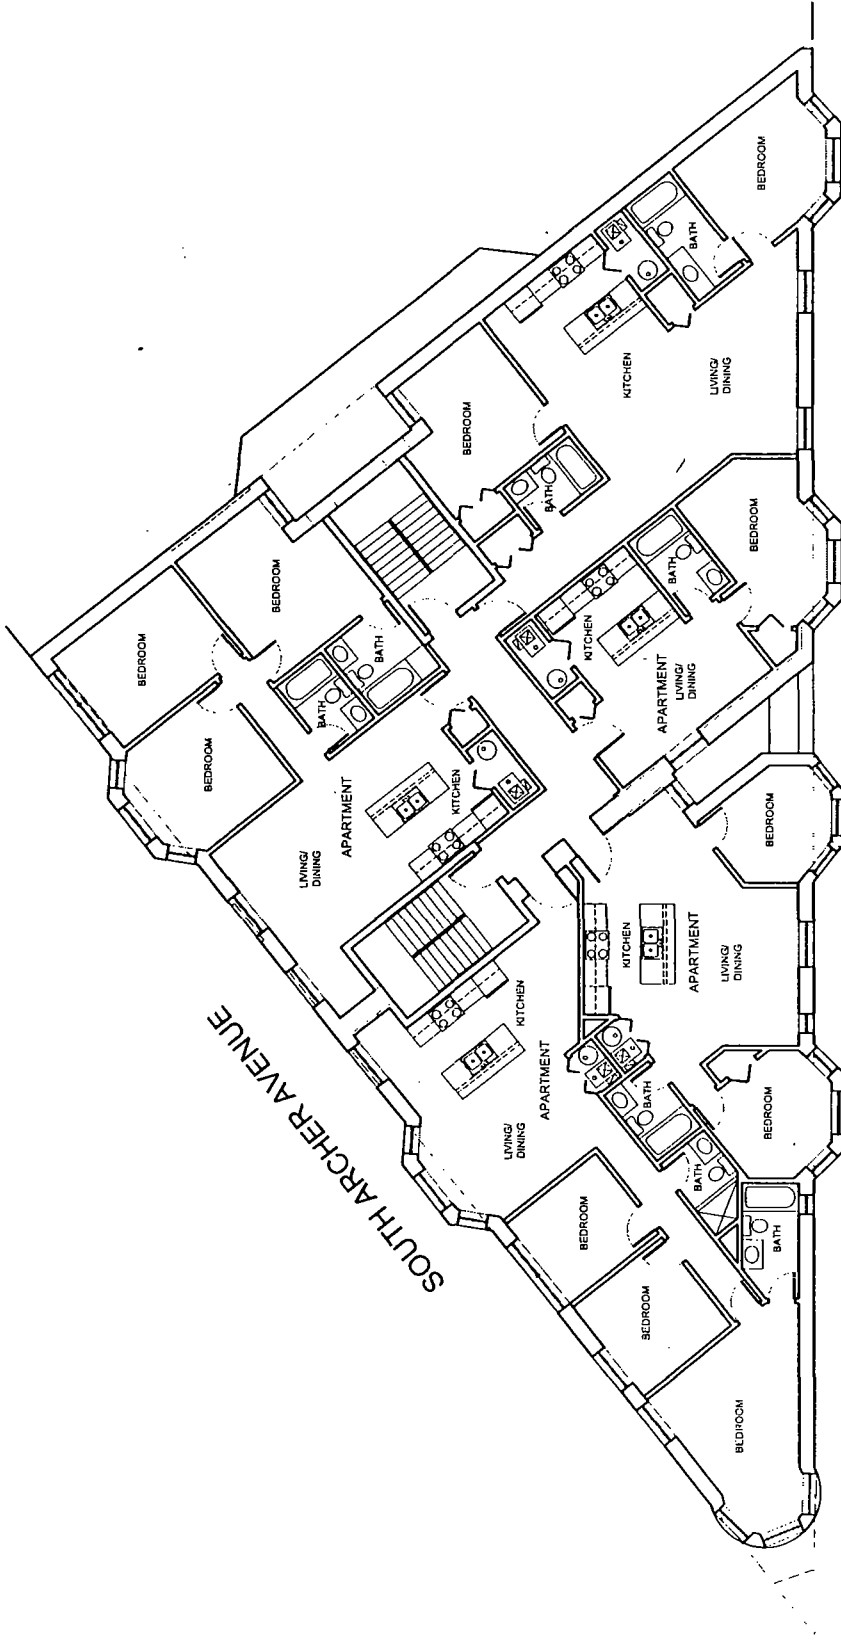 BEDROOM
BATH
BEDROOM
KITCHEN
LIVING/
DINING
BATH
BEDROOM
BEDROOM
BEDROOM
BATH
BATH
BEDROOM
KITCHEN
BATH
APARTMENT
LIVING/
DINING
KITCHEN
APARTMENT
LIVING/
DINING
BEDROOM
KITCHEN
APARTMENT
LIVING/
DINING
KITCHEN
APARTMENT
LIVING/
DINING
BATH
BEDROOM
BATH
BATH
BEDROOM
BEDROOM
BEDROOM
SOUTH ARCHER AVENUE